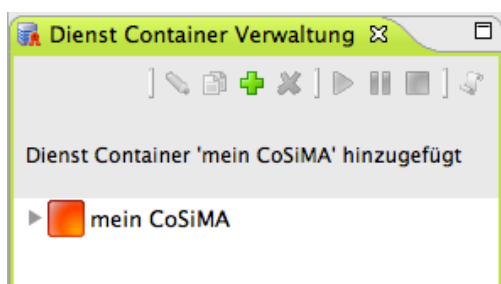 Dienst Container Verwaltung
Dienst Container 'mein CoSiMA' hinzugefügt
mein CoSiMA